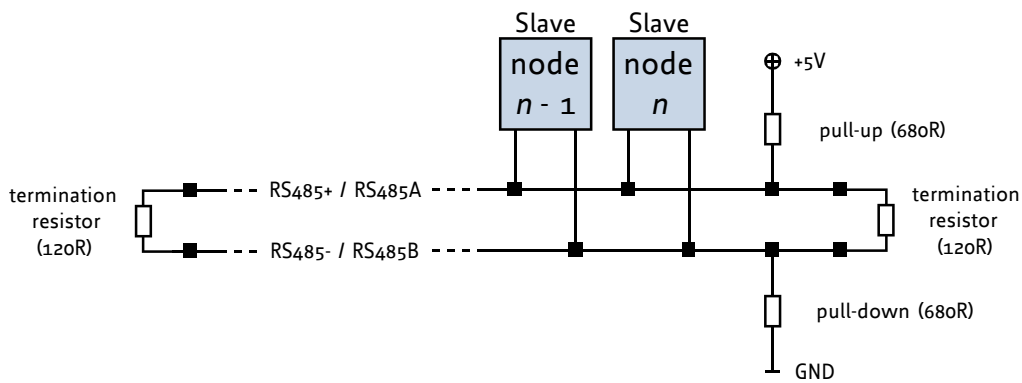 Slave
Slave
node
n - 1
node
n
+5V
pull-up (680R)
termination
resistor
(120R)
RS485+ / RS485A
RS485- / RS485B
termination
resistor
(120R)
pull-down (680R)
GND